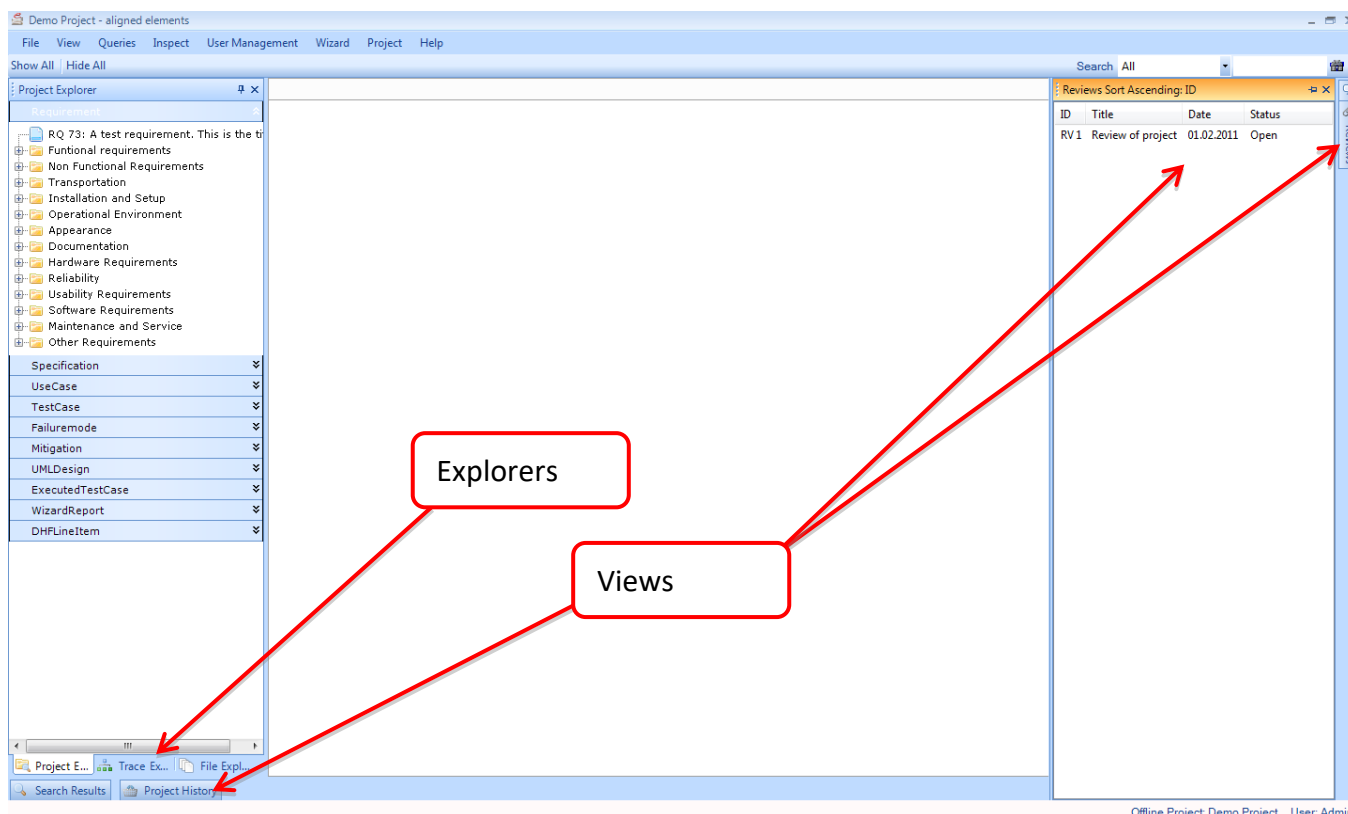 Demo Project - aligned elements
File View Queries Inspect User Management Wizard Project Help
Show All Hide All
Search All
Project Explorer
Requirement
RQ 73: A test requirement. This is the ti
Funtional requirements
Non Functional Requirements
Transportation
Installation and Setup
Operational Environment
Appearance
Documentation
Hardware Requirements
Reliability
Usability Requirements
Software Requirements
Maintenance and Service
Other Requirements
Specification
UseCase
TestCase
Failuremode
Mitigation
UMLDesign
ExecutedTestCase
WizardReport
DHFLineItem
Project E... Trace Ex... File Expl...
Search Results Project History
Explorers
Views
Reviews Sort Ascending: ID
ID Title Date Status
RV 1 Review of project 01.02.2011 Open
Offline Project: Demo Project User: Admi